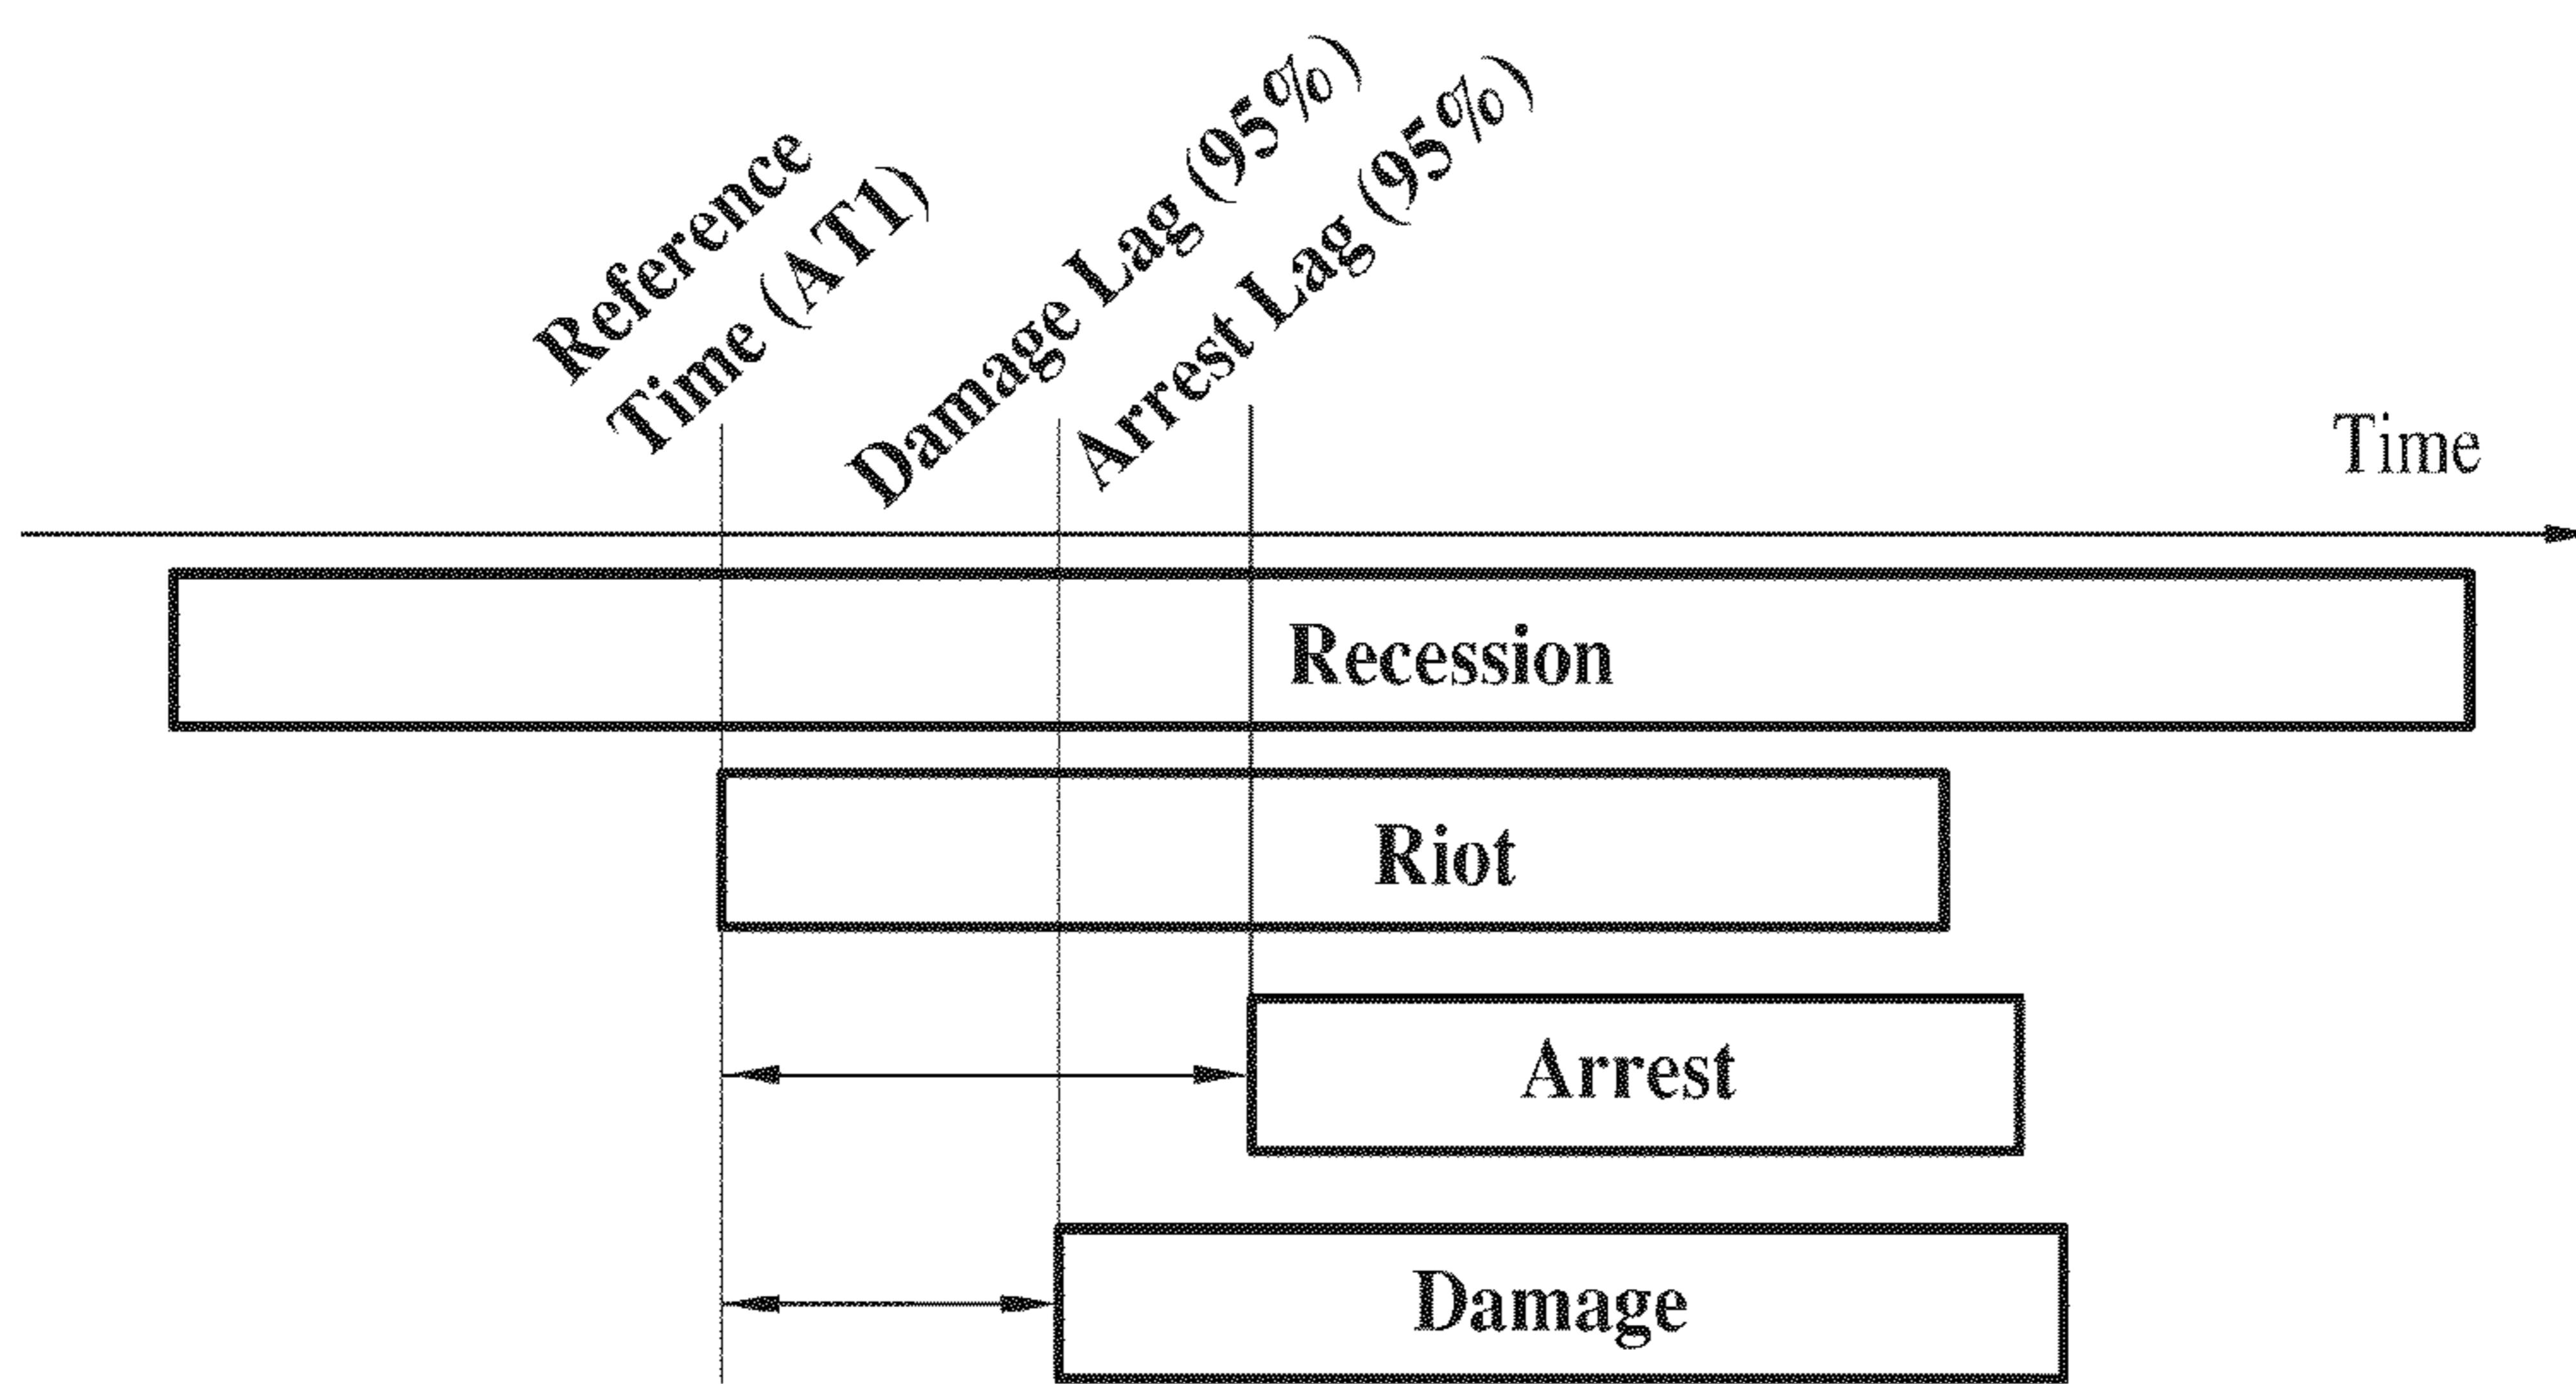 Reference
Time (AT1)
Damage Lag (95%)
Arrest Lag (95%)
Time
Recession
Riot
Arrest
Damage